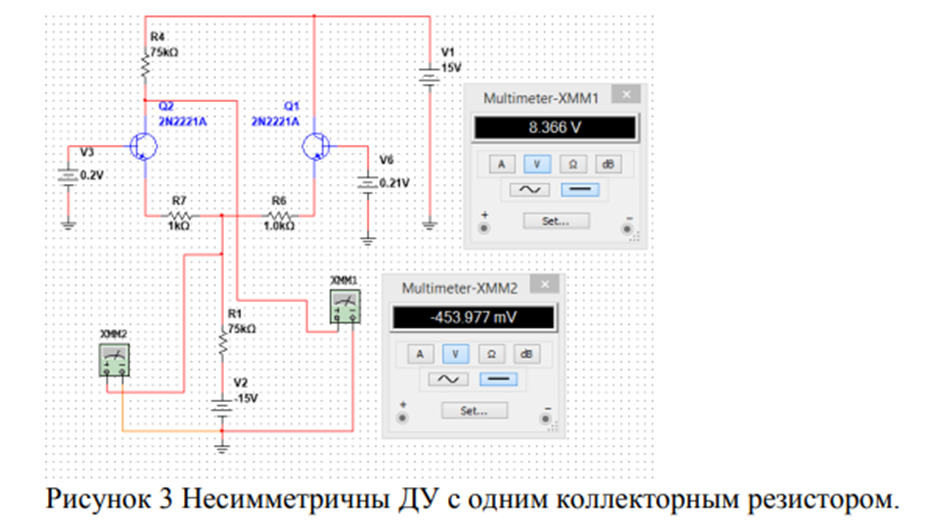 R4
75kΩ
V1
15V
Q2
2N2221A
Q1
2N2221A
V3
0.2V
V6
0.21V
R7
1kΩ
R6
1.0kΩ
XMM1
R1
75kΩ
XMM2
V2
-15V
Multimeter-XMM1
8.366 V
A V Ω dB
+ Set... -
Multimeter-XMM2
-453.977 mV
A V Ω dB
+ Set... -
Рисунок 3 Несимметричны ДУ с одним коллекторным резистором.